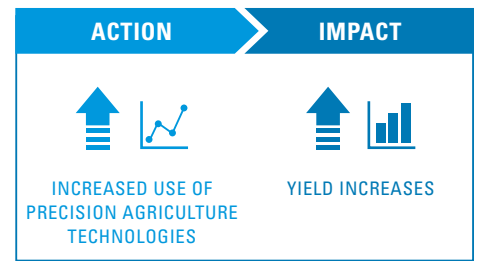 ACTION
IMPACT
INCREASED USE OF
PRECISION AGRICULTURE
TECHNOLOGIES
YIELD INCREASES